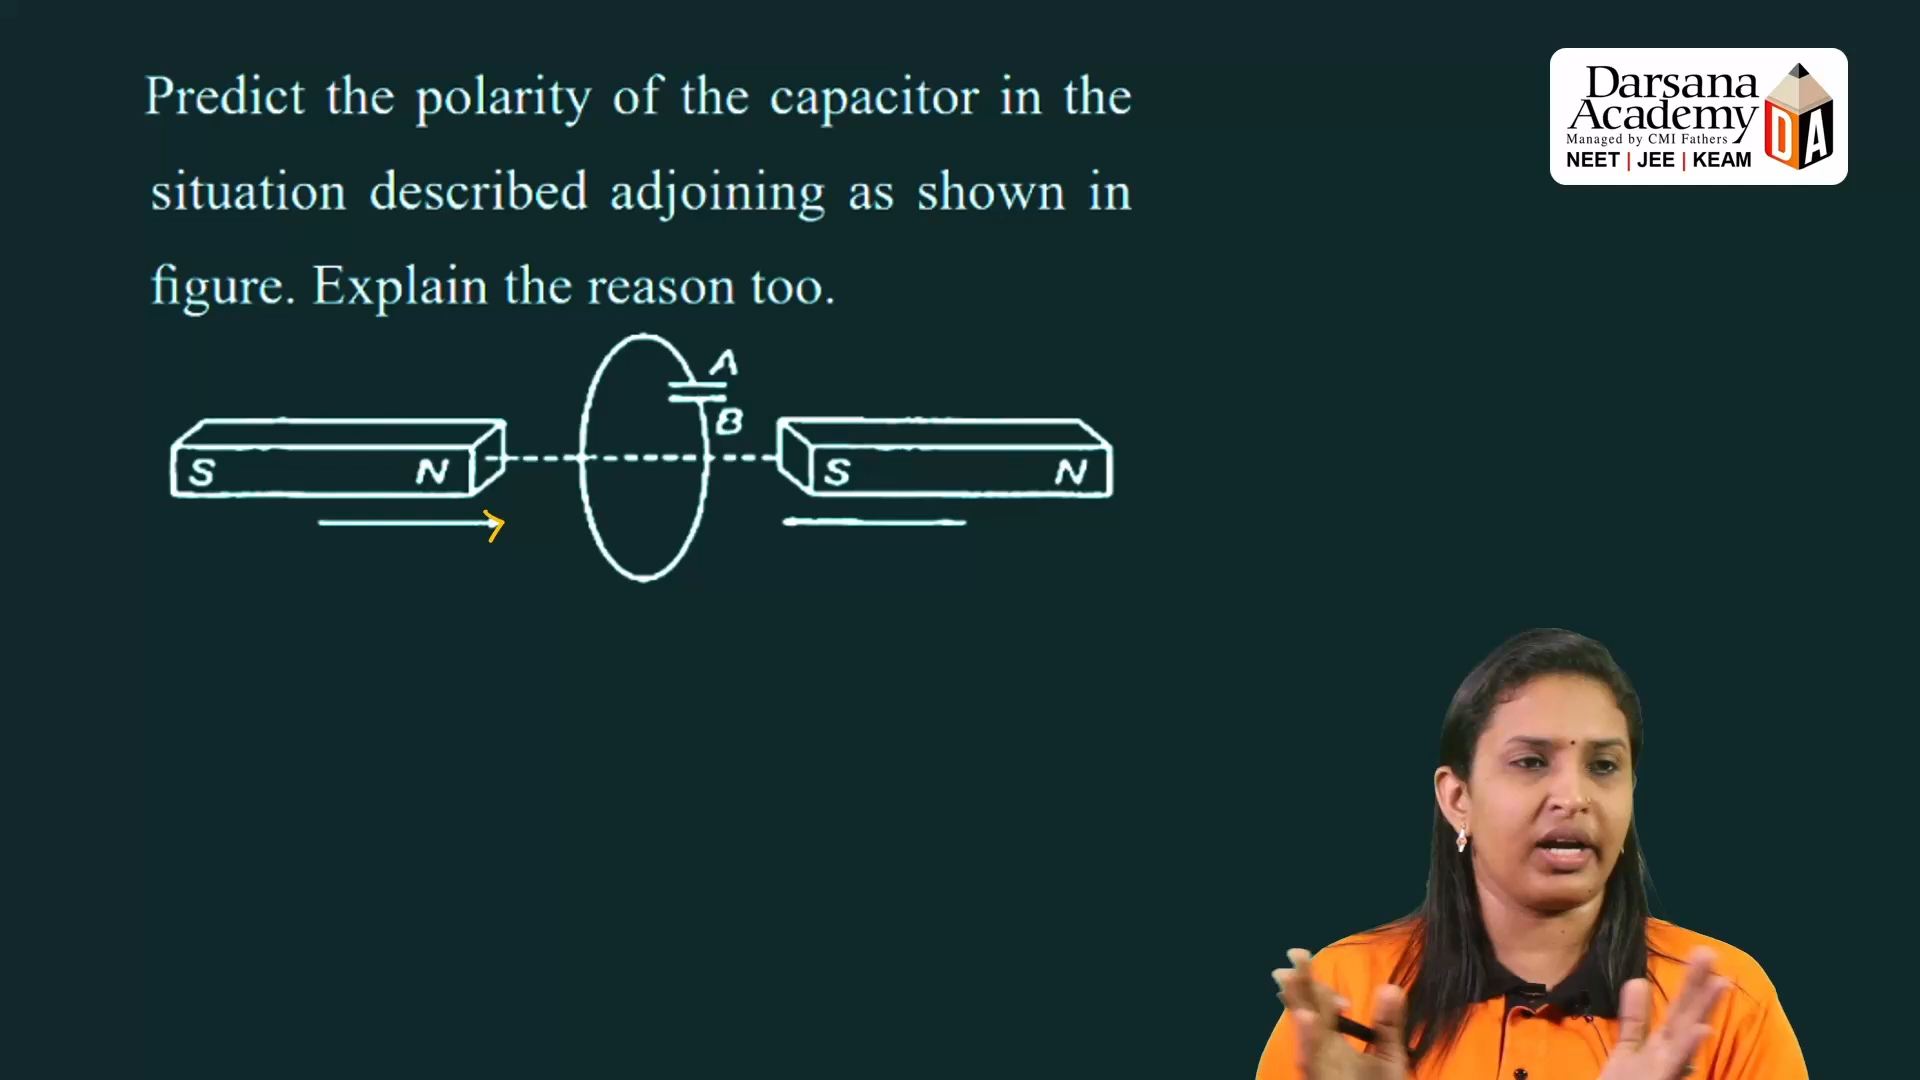 Predict the polarity of the capacitor in the
situation described adjoining as shown in
figure. Explain the reason too.
A
B
S N
S N
Darsana
Academy
Managed by CMI Fathers
NEET | JEE | KEAM
DA